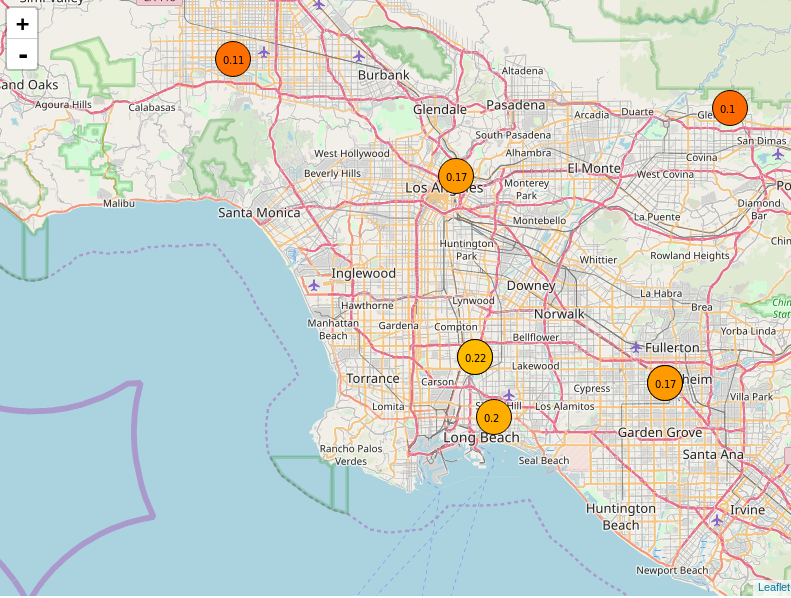 +
-
Burbank
Altadena
0.11
and Oaks
Agoura Hills
Calabasas
Glendale
Pasadena
Arcadia
Duarte
0.1
South Pasadena
San Dimas
West Hollywood
Alhambra
Covina
Beverly Hills
El Monte
West Covina
0.17
Los Angeles
Monterey
Park
Malibu
Santa Monica
Montebello
La Puente
Diamond
Bar
Huntington
Park
Whittier
Rowland Heights
Inglewood
Downey
La Habra
Hawthorne
Lynwood
Brea
Norwalk
Manhattan
Beach
Gardena
Compton
Yorba Linda
Bellflower
Fullerton
0.22
Lakewood
Torrance
Carson
Cypress
0.17
heim
Villa Park
Lomita
0.2
Hill
Los Alamitos
Long Beach
Garden Grove
Rancho Palos
Verdes
Seal Beach
Santa Ana
Huntington
Beach
Irvine
Newport Beach
Leaflet